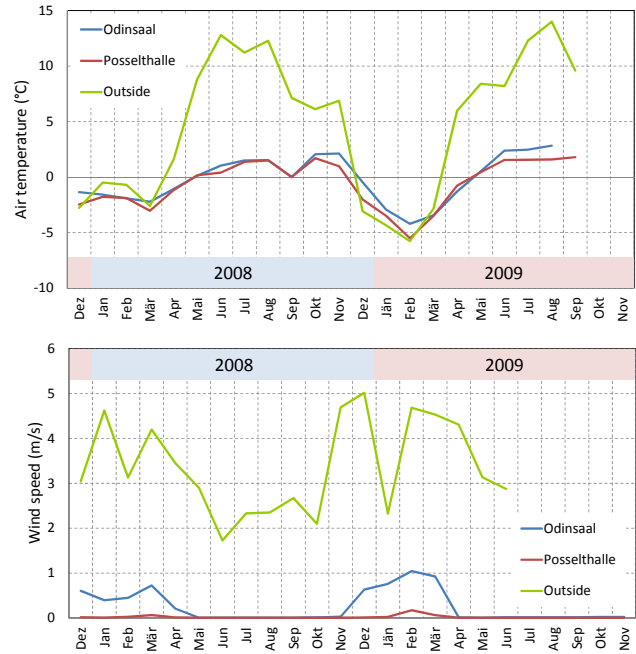 15
10
5
0
-5
-10
Air temperature (°C)
Odinsaal
Posselthalle
Outside
2008 2009
Dez Jan Feb Mär Apr Mai Jun Jul Aug Sep Okt Nov Dez Jän Feb Mär Apr Mai Jun Jul Aug Sep Okt Nov
6
5
4
3
2
1
0
Wind speed (m/s)
2008 2009
Odinsaal
Posselthalle
Outside
Dez Jan Feb Mär Apr Mai Jun Jul Aug Sep Okt Nov Dez Jän Feb Mär Apr Mai Jun Jul Aug Sep Okt Nov